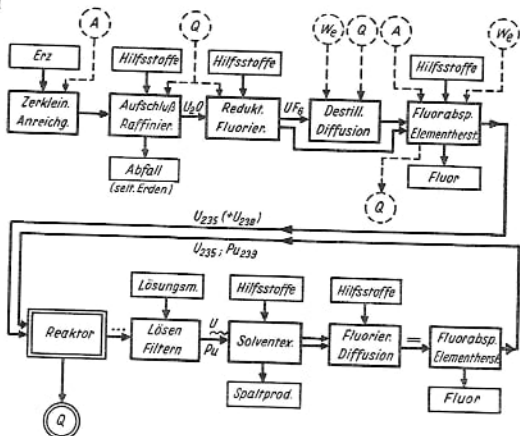 A
Q
We
Q
A
We
Erz
Hilfsstoffe
Hilfsstoffe
Hilfsstoffe
Zerklein.
Anreichg.
Aufschluß
Raffinier.
U2O
Redukt.
Fluorier.
UF6
Destill.
Diffusion
Fluorabsp.
Elementherst.
Abfall
(selt. Erden)
Q
Fluor
U235 (+U238)
U235; Pu239
Lösungsm.
Hilfsstoffe
Hilfsstoffe
Reaktor
Lösen
Filtern
U
Pu
Solventex.
Fluorier.
Diffusion
Fluorabsp.
Elementherst.
Q
Spaltprod.
Fluor